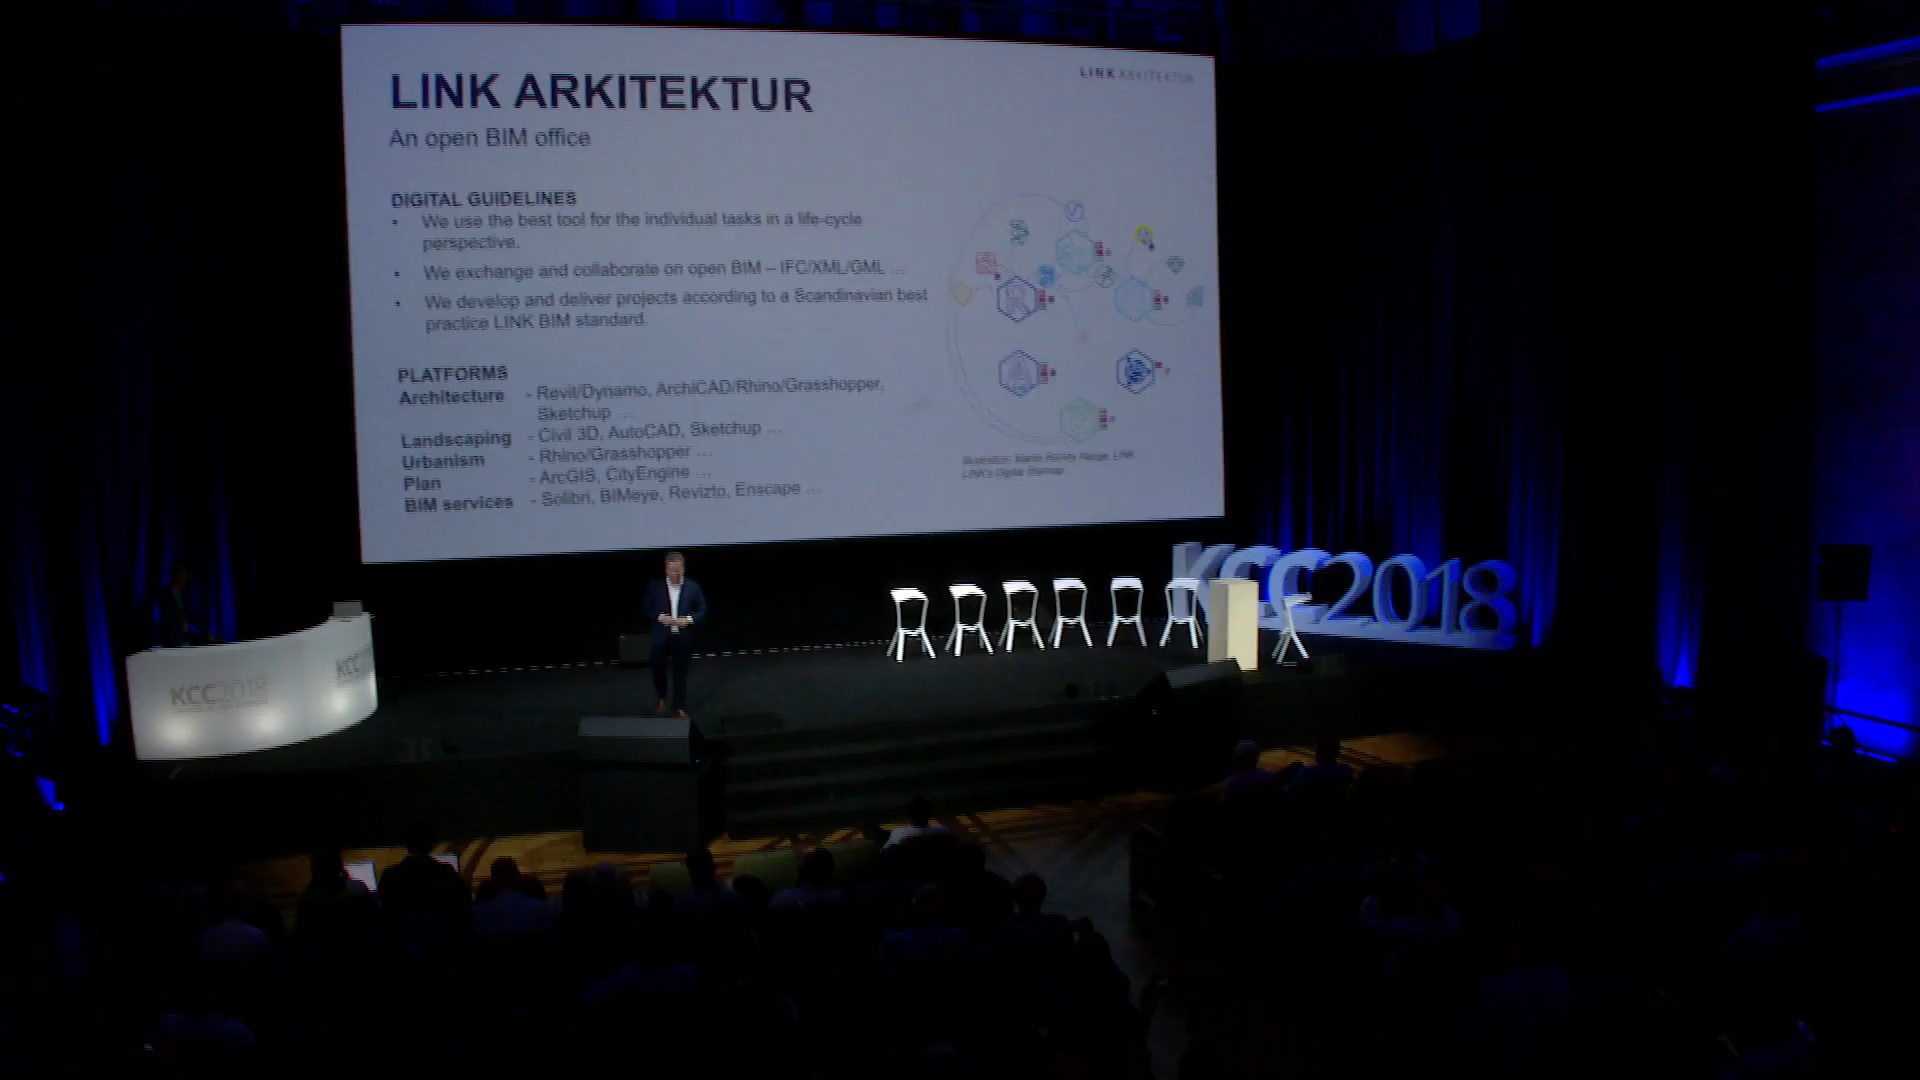 LINK ARKITEKTUR
LINK ARKITEKTUR
An open BIM office
DIGITAL GUIDELINES
• We use the best tool for the individual tasks in a life-cycle
perspective.
• We exchange and collaborate on open BIM – IFC/XML/GML ...
• We develop and deliver projects according to a Scandinavian best
practice LINK BIM standard.
PLATFORMS
Architecture - Revit/Dynamo, ArchiCAD/Rhino/Grasshopper,
Sketchup ...
Landscaping - Civil 3D, AutoCAD, Sketchup ...
Urbanism - Rhino/Grasshopper ...
Plan - ArcGIS, CityEngine ...
BIM services - Solibri, BIMeye, Revizto, Enscape ...
LINK's Digital
KCC2018
KCC2018
KCC